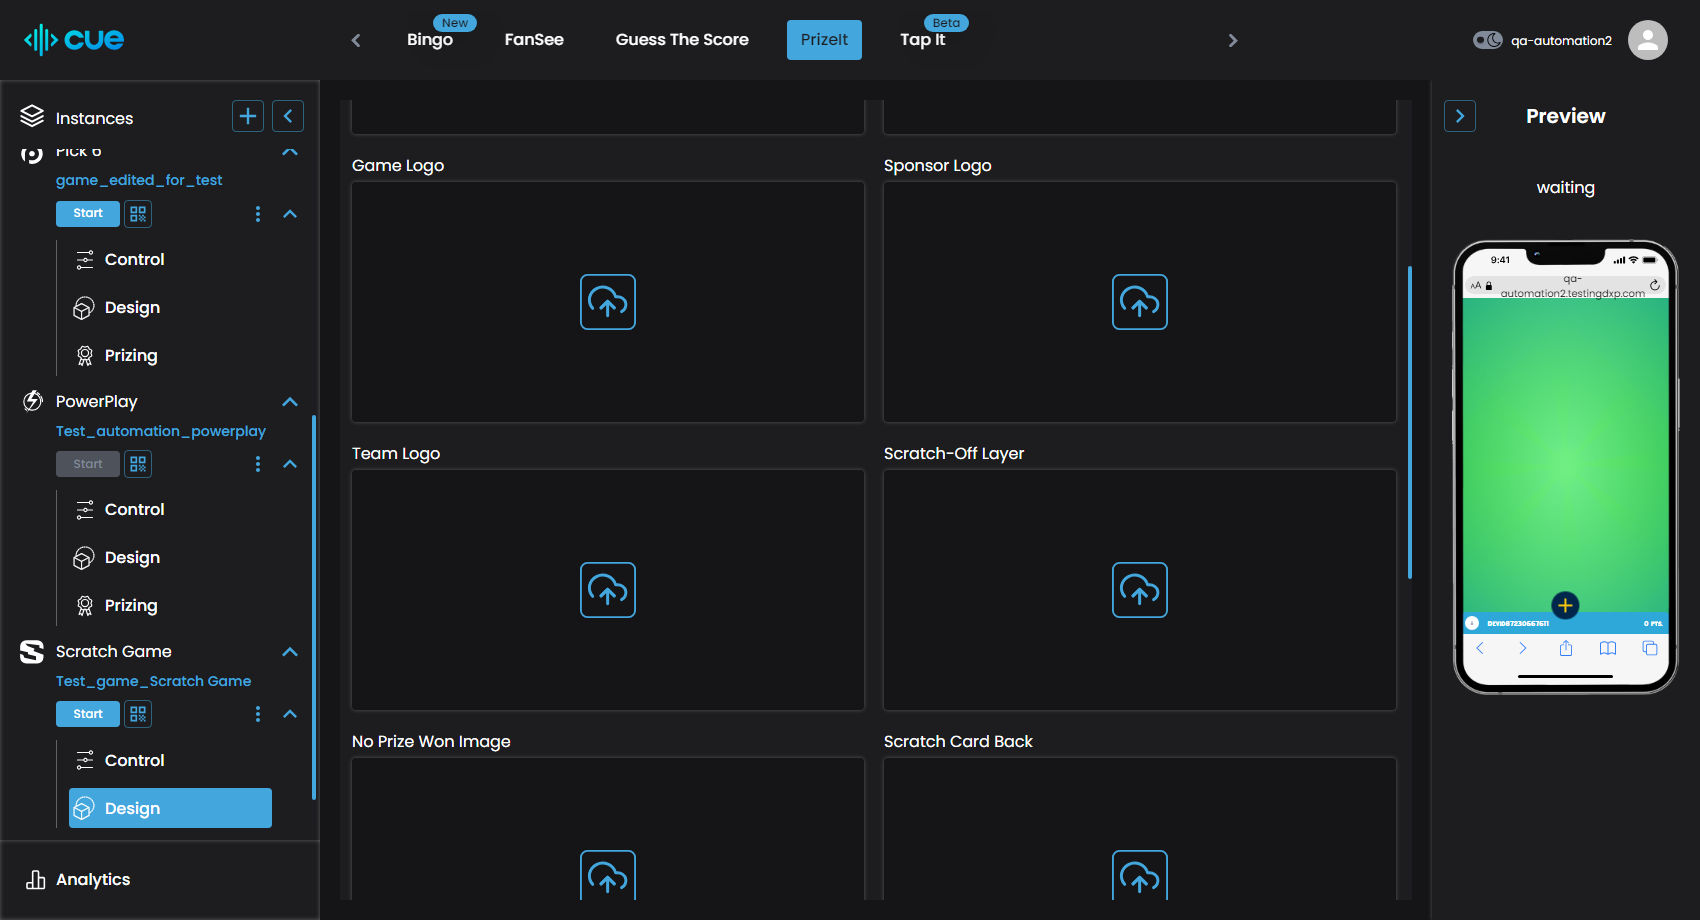 cue
Bingo
New
FanSee
Guess The Score
PrizeIt
Tap It
Beta
qa-automation2
Instances
Pick 6
game_edited_for_test
Start
Control
Design
Prizing
PowerPlay
Test_automation_powerplay
Start
Control
Design
Prizing
Scratch Game
Test_game_Scratch Game
Start
Control
Design
Analytics
Game Logo
Sponsor Logo
Team Logo
Scratch-Off Layer
No Prize Won Image
Scratch Card Back
Preview
waiting
9:41
AA
qa-
automation2.testingdxp.com
DEVID87230667611
0 PTS.